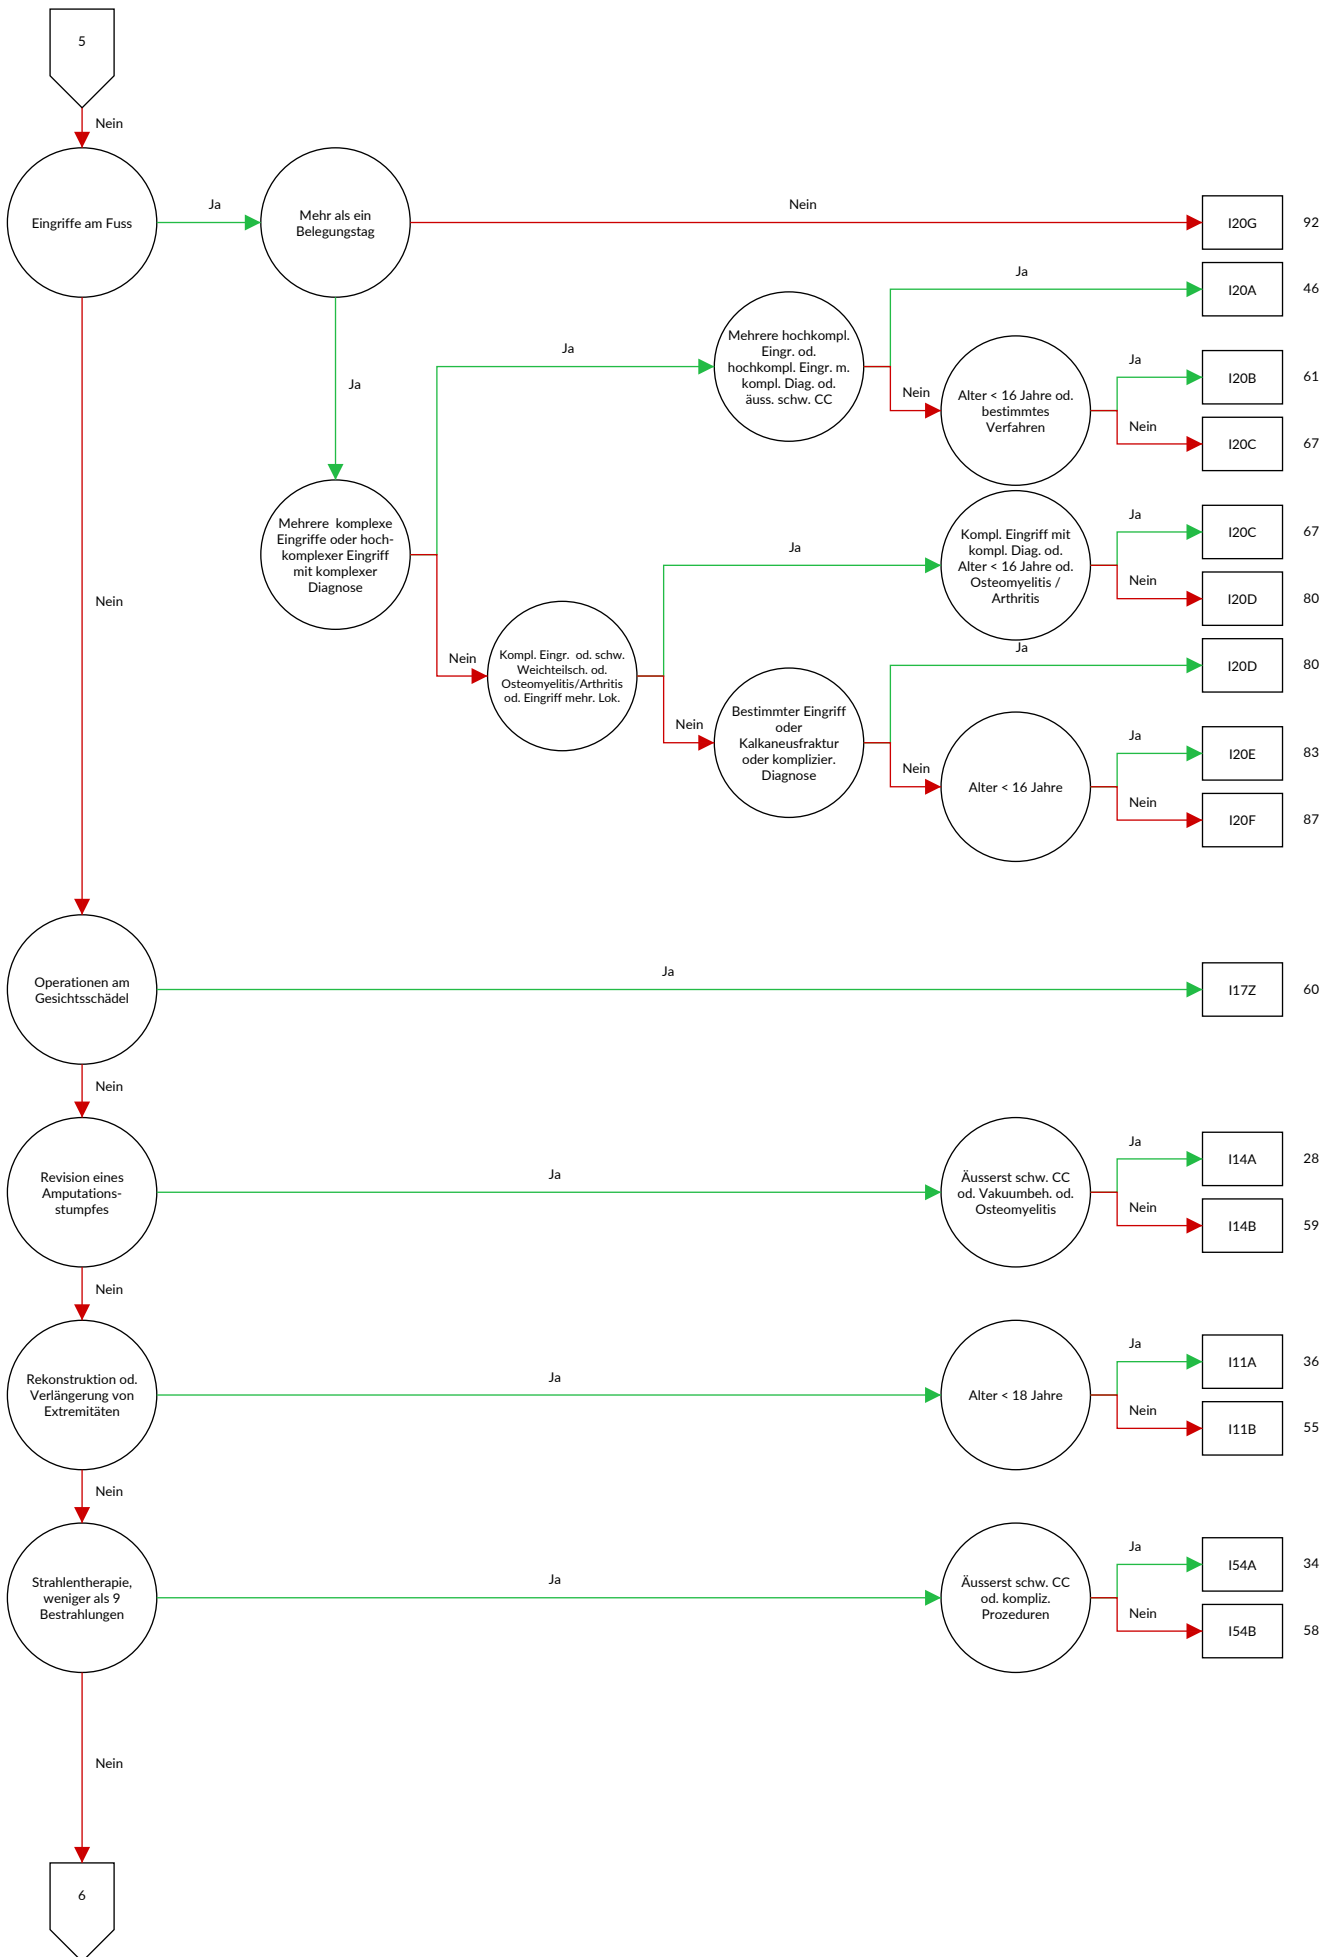 5
Nein
Eingriffe am Fuss
Ja
Mehr als ein
Belegungstag
Nein
I20G
92
Ja
I20A
46
Ja
Mehrere hochkompl.
Eingr. od.
hochkompl. Eingr. m.
kompl. Diag. od.
äuss. schw. CC
Nein
Alter < 16 Jahre od.
bestimmtes
Verfahren
Ja
I20B
61
Nein
I20C
67
Ja
Mehrere  komplexe
Eingriffe oder hoch-
komplexer Eingriff
mit komplexer
Diagnose
Ja
Kompl. Eingriff mit
kompl. Diag. od.
Alter < 16 Jahre od.
Osteomyelitis /
Arthritis
Ja
I20C
67
Nein
I20D
80
Nein
Nein
Kompl. Eingr.  od. schw.
Weichteilsch. od.
Osteomyelitis/Arthritis
od. Eingriff mehr. Lok.
Ja
I20D
80
Nein
Bestimmter Eingriff
oder
Kalkaneusfraktur
oder komplizier.
Diagnose
Nein
Alter < 16 Jahre
Ja
I20E
83
Nein
I20F
87
Operationen am
Gesichtsschädel
Ja
I17Z
60
Nein
Revision eines
Amputations-
stumpfes
Ja
Äusserst schw. CC
od. Vakuumbeh. od.
Osteomyelitis
Ja
I14A
28
Nein
I14B
59
Nein
Rekonstruktion od.
Verlängerung von
Extremitäten
Ja
Alter < 18 Jahre
Ja
I11A
36
Nein
I11B
55
Nein
Strahlentherapie,
weniger als 9
Bestrahlungen
Ja
Äusserst schw. CC
od. kompliz.
Prozeduren
Ja
I54A
34
Nein
I54B
58
Nein
6